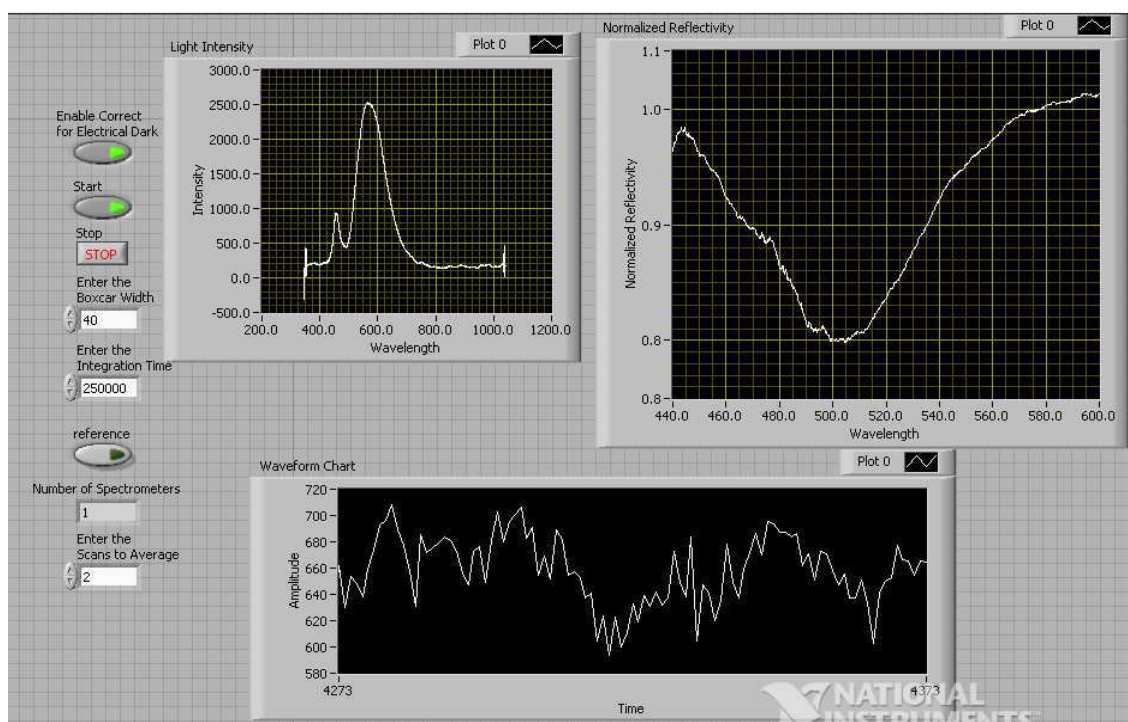 Light Intensity
Plot 0
3000.0
2500.0
2000.0
1500.0
1000.0
500.0
0.0
-500.0
Intensity
200.0 400.0 600.0 800.0 1000.0 1200.0
Wavelength
Normalized Reflectivity
Plot 0
1.1
1.0
0.9
0.8
0.8
Normalized Reflectivity
440.0 460.0 480.0 500.0 520.0 540.0 560.0 580.0 600.0
Wavelength
Enable Correct
for Electrical Dark
Start
Stop
STOP
Enter the
Boxcar Width
40
Enter the
Integration Time
250000
reference
Number of Spectrometers
1
Enter the
Scans to Average
2
Waveform Chart
Plot 0
720
700
680
660
640
620
600
580
Amplitude
4273 4373
Time
NATIONAL
INSTRUMENTS